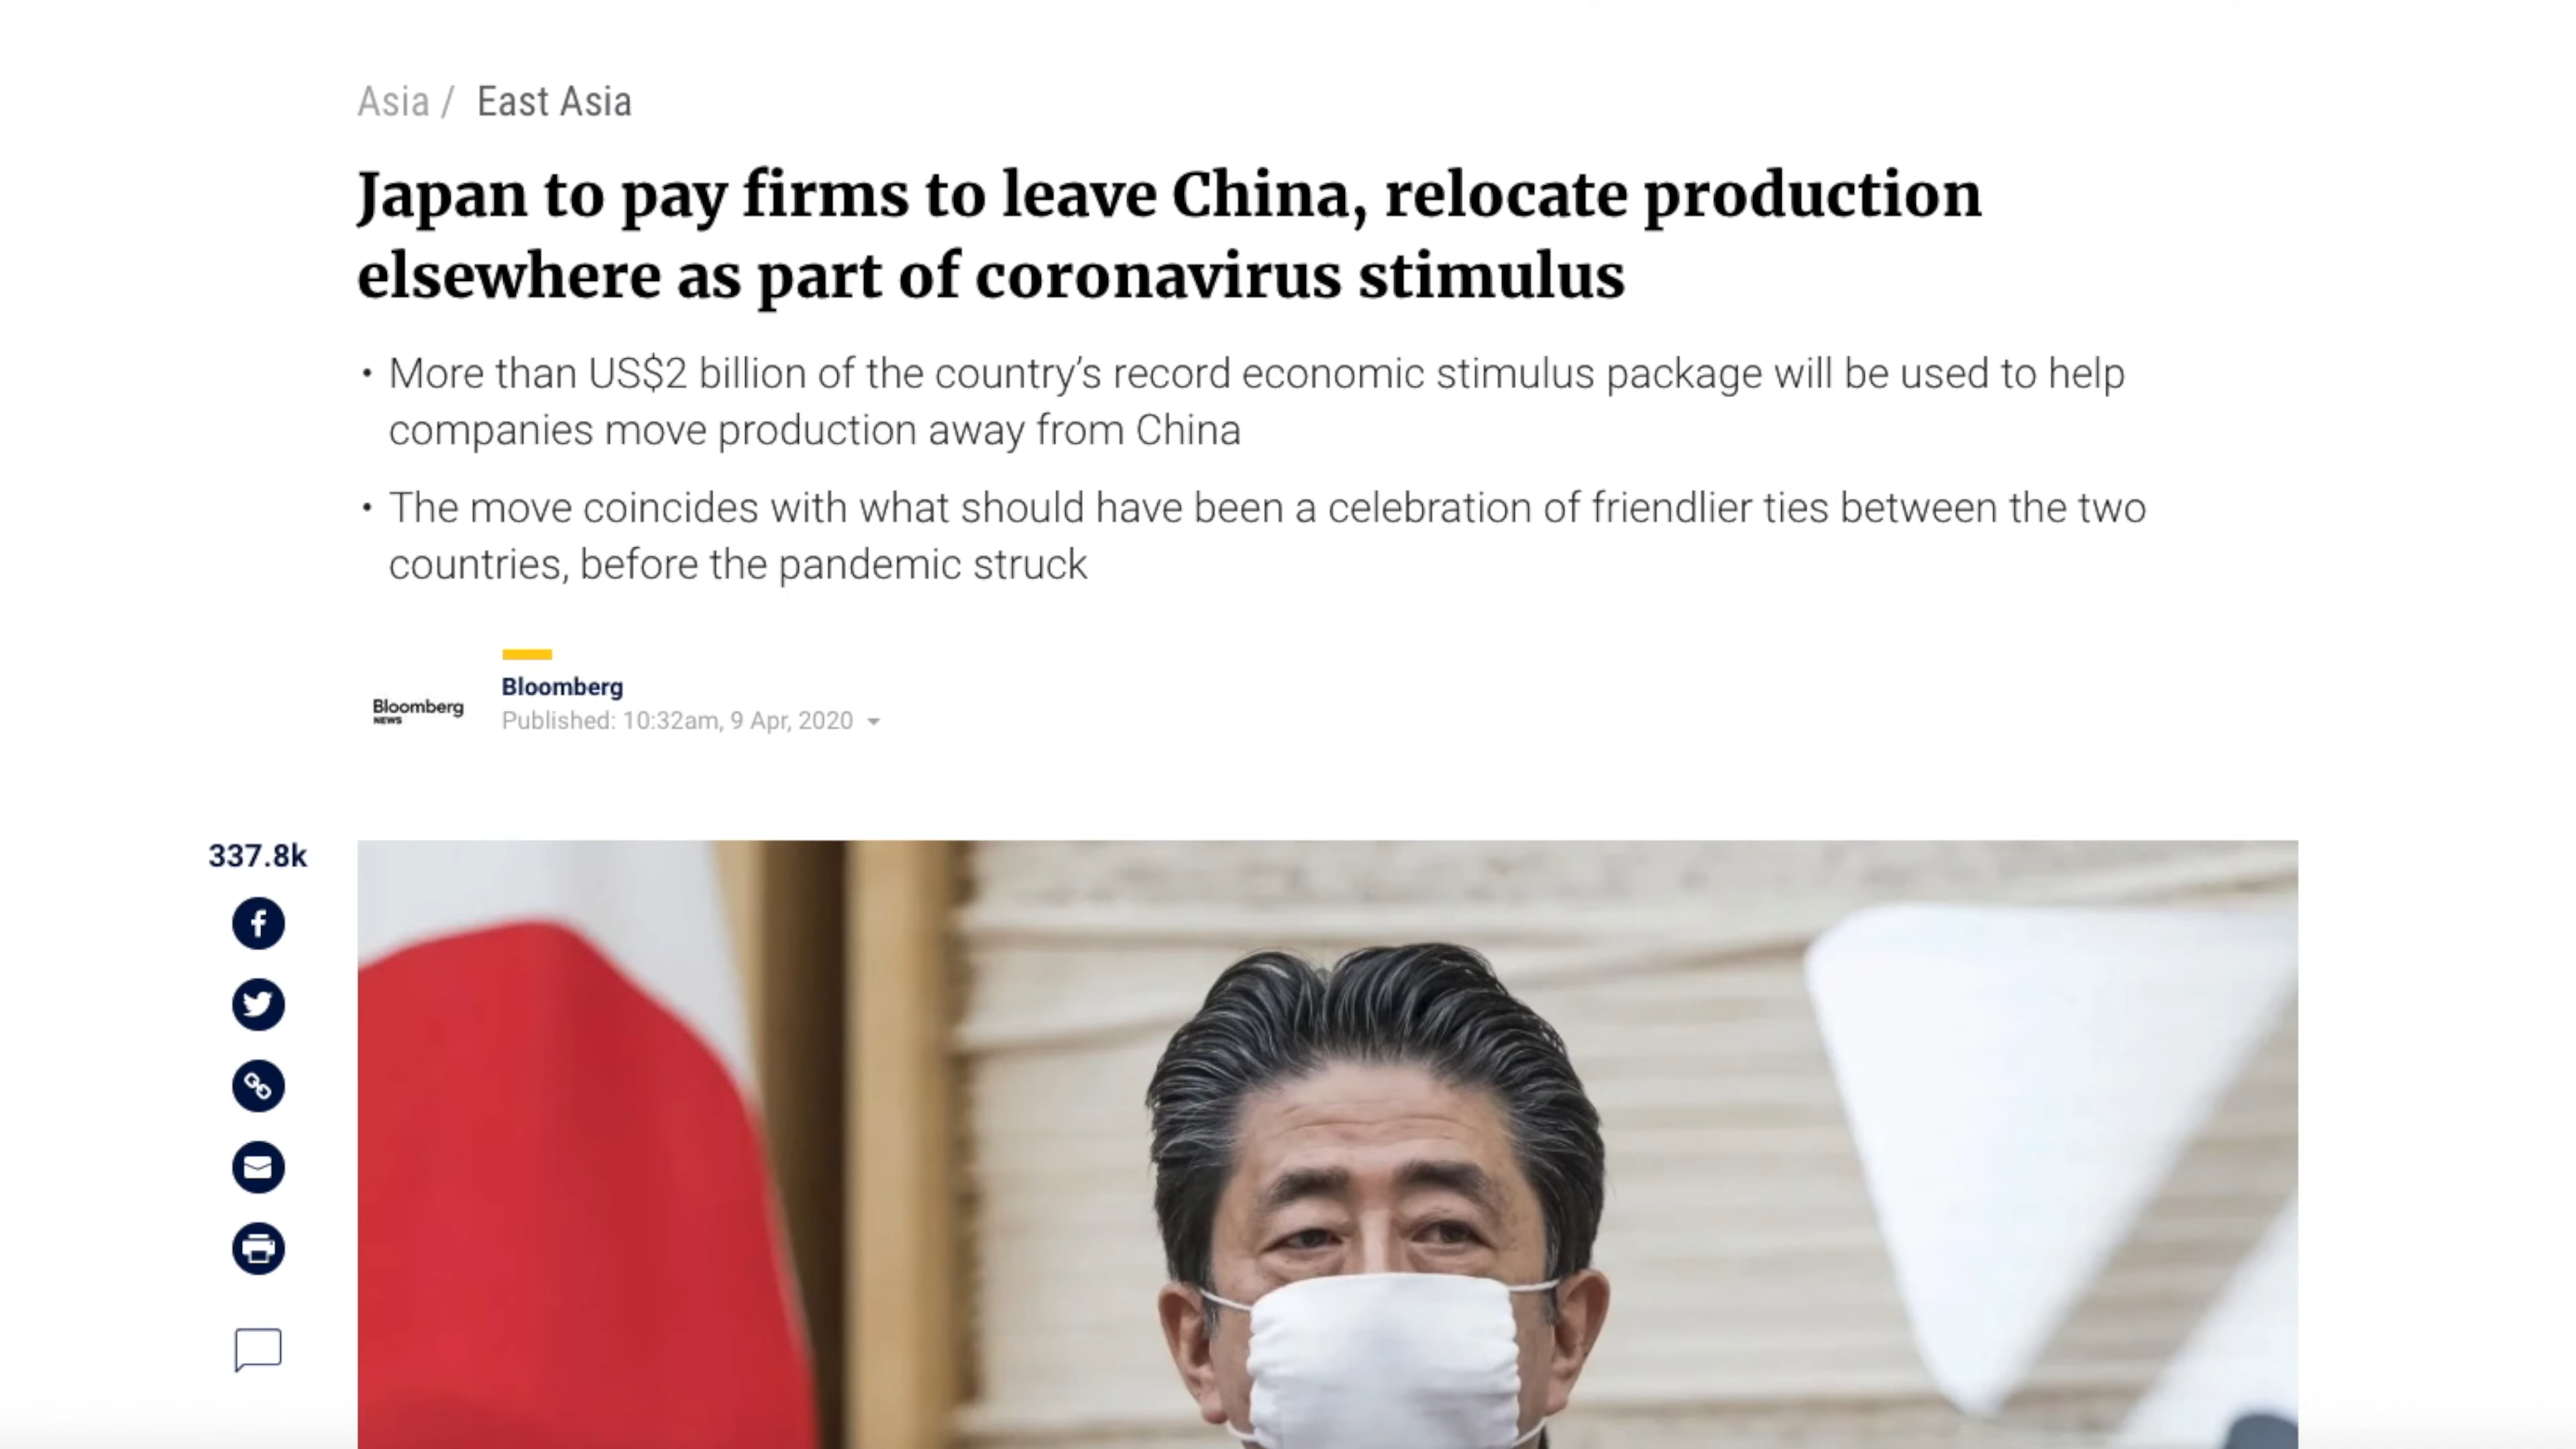 Asia / East Asia
Japan to pay firms to leave China, relocate production
elsewhere as part of coronavirus stimulus
• More than US$2 billion of the country’s record economic stimulus package will be used to help
companies move production away from China
• The move coincides with what should have been a celebration of friendlier ties between the two
countries, before the pandemic struck
Bloomberg
NEWS
Bloomberg
Published: 10:32am, 9 Apr, 2020
337.8k